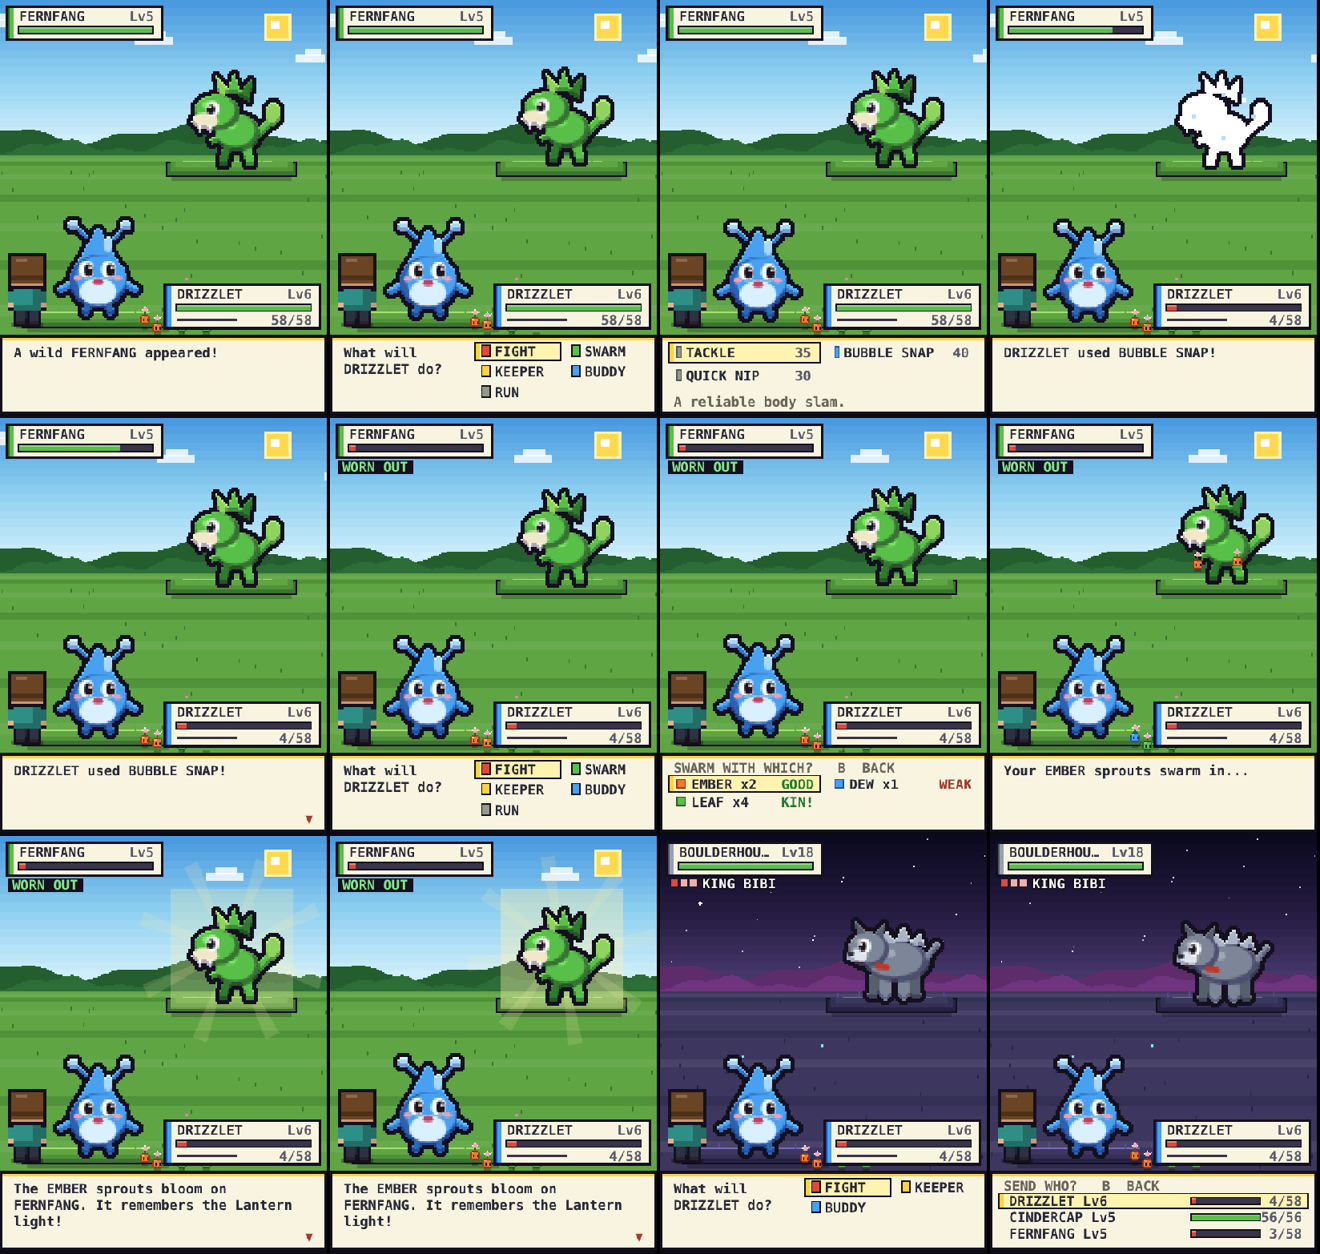 FERNFANG Lv5
DRIZZLET Lv6
58/58
A wild FERNFANG appeared!
FERNFANG Lv5
DRIZZLET Lv6
58/58
What will
DRIZZLET do?
FIGHT SWARM
KEEPER BUDDY
RUN
FERNFANG Lv5
DRIZZLET Lv6
58/58
TACKLE 35 BUBBLE SNAP 40
QUICK NIP 30
A reliable body slam.
FERNFANG Lv5
DRIZZLET Lv6
4/58
DRIZZLET used BUBBLE SNAP!
FERNFANG Lv5
DRIZZLET Lv6
4/58
DRIZZLET used BUBBLE SNAP!
FERNFANG Lv5
WORN OUT
DRIZZLET Lv6
4/58
What will
DRIZZLET do?
FIGHT SWARM
KEEPER BUDDY
RUN
FERNFANG Lv5
WORN OUT
DRIZZLET Lv6
4/58
SWARM WITH WHICH? B BACK
EMBER x2 GOOD DEW x1 WEAK
LEAF x4 KIN!
FERNFANG Lv5
WORN OUT
DRIZZLET Lv6
4/58
Your EMBER sprouts swarm in...
FERNFANG Lv5
WORN OUT
DRIZZLET Lv6
4/58
The EMBER sprouts bloom on
FERNFANG. It remembers the Lantern
light!
FERNFANG Lv5
WORN OUT
DRIZZLET Lv6
4/58
The EMBER sprouts bloom on
FERNFANG. It remembers the Lantern
light!
BOULDERHOU… Lv18
KING BIBI
DRIZZLET Lv6
4/58
What will
DRIZZLET do?
FIGHT KEEPER
BUDDY
BOULDERHOU… Lv18
KING BIBI
DRIZZLET Lv6
4/58
SEND WHO? B BACK
DRIZZLET Lv6 4/58
CINDERCAP Lv5 56/56
FERNFANG Lv5 3/58